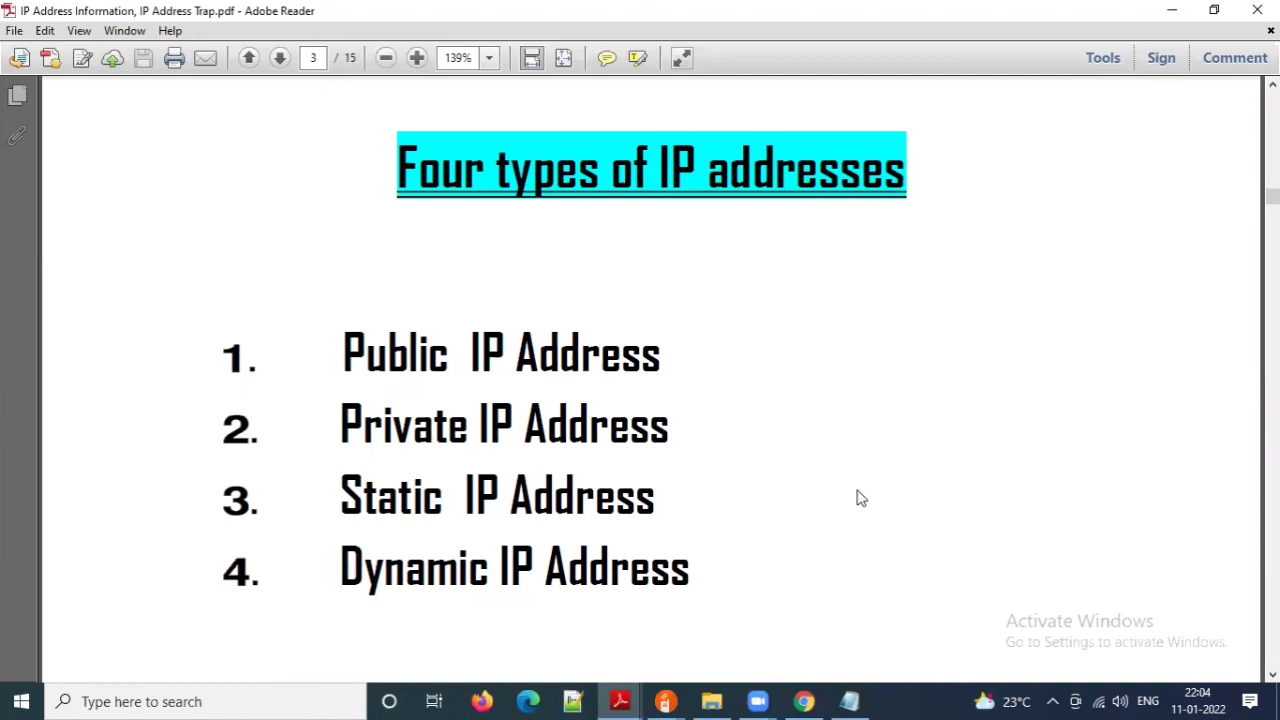 IP Address Information, IP Address Trap.pdf - Adobe Reader
File Edit View Window Help
3 / 15 139% Tools Sign Comment
Four types of IP addresses
1. Public IP Address
2. Private IP Address
3. Static IP Address
4. Dynamic IP Address
Activate Windows
Go to Settings to activate Windows.
Type here to search 23°C ENG 22:04
11-01-2022